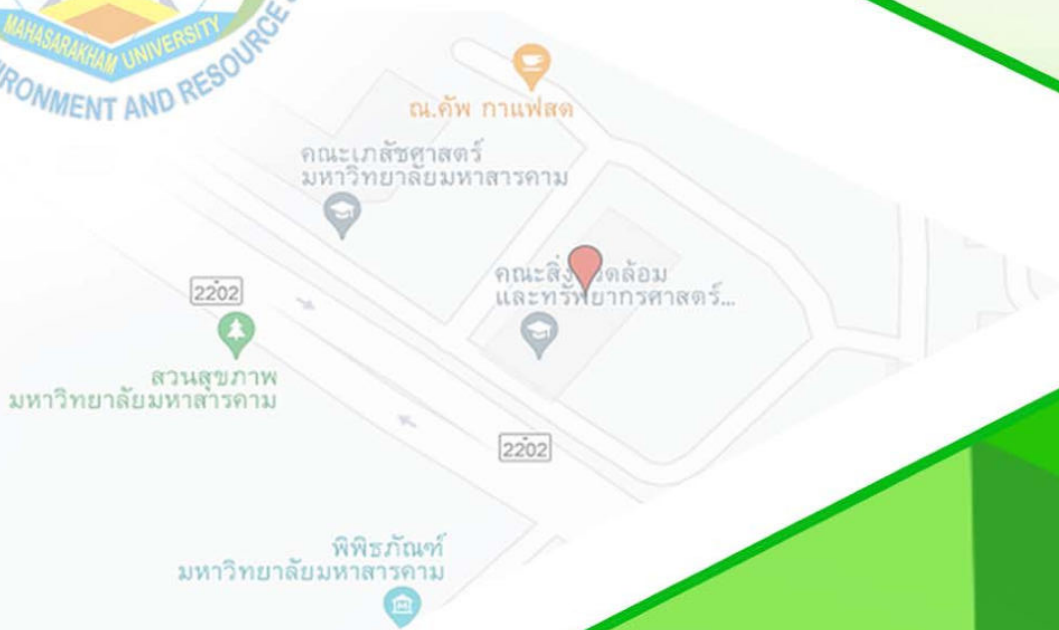 MAHASARAKHAM UNIVERSITY
RONMENT AND RESOURCE
ณ.คัพ กาแฟสด
คณะเภสัชศาสตร์
มหาวิทยาลัยมหาสารคาม
คณะสิ่งแวดล้อม
และทรัพยากรศาสตร์...
2202
สวนสุขภาพ
มหาวิทยาลัยมหาสารคาม
2202
พิพิธภัณฑ์
มหาวิทยาลัยมหาสารคาม